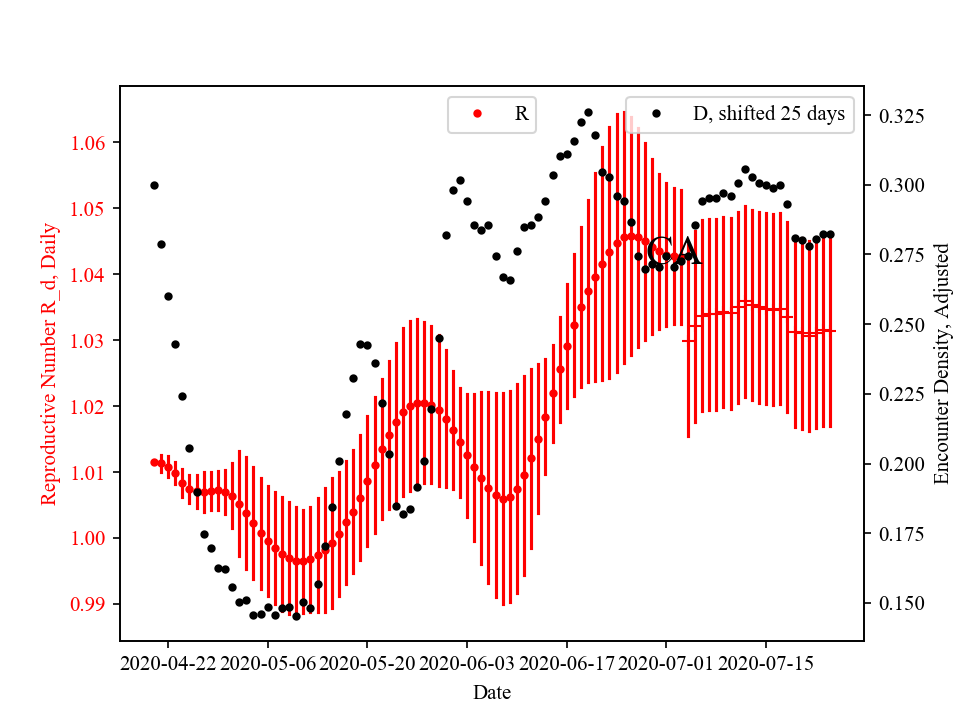 R
D, shifted 25 days
1.06
1.05
1.04
1.03
1.02
1.01
1.00
0.99
Reproductive Number R_d, Daily
CA
0.325
0.300
0.275
0.250
0.225
0.200
0.175
0.150
Encounter Density, Adjusted
2020-04-22 2020-05-06 2020-05-20 2020-06-03 2020-06-17 2020-07-01 2020-07-15
Date